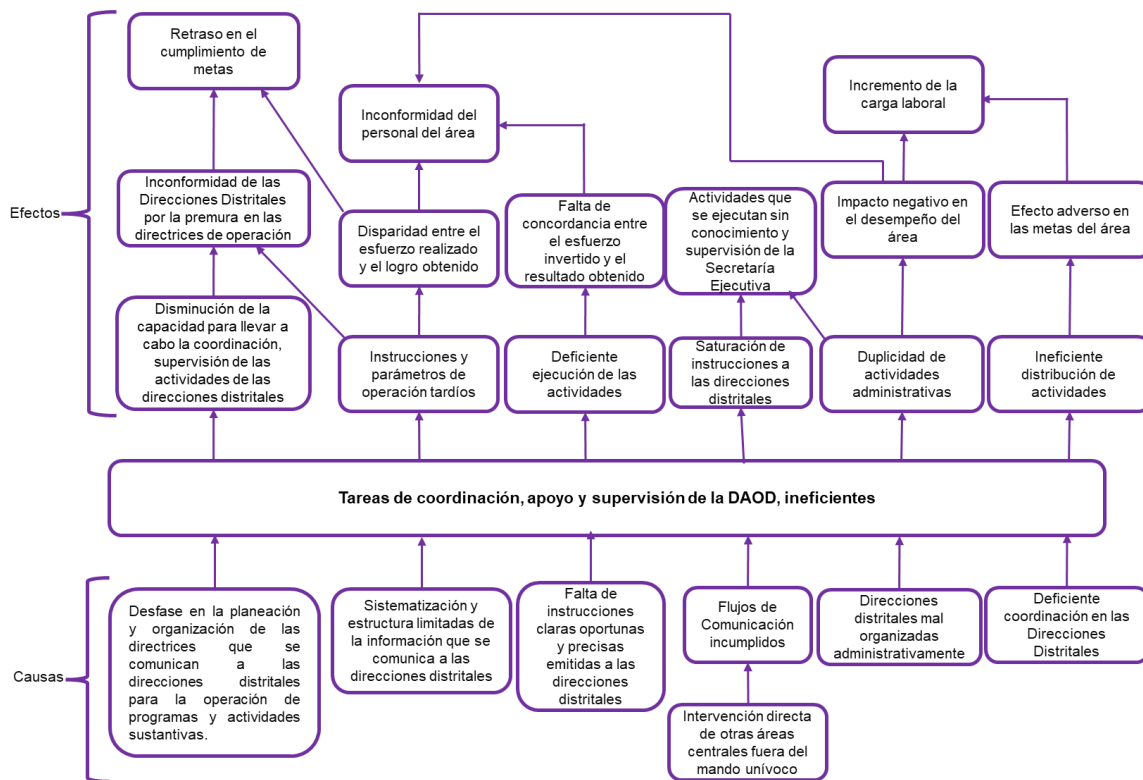 Retraso en el
cumplimiento de
metas
Incremento de la
carga laboral
Inconformidad del
personal del área
Efectos
Inconformidad de las
Direcciones Distritales
por la premura en las
directrices de operación
Disparidad entre el
esfuerzo realizado
y el logro obtenido
Falta de
concordancia entre
el esfuerzo
invertido y el
resultado obtenido
Actividades que
se ejecutan sin
conocimiento y
supervisión de la
Secretaría
Ejecutiva
Impacto negativo
en el desempeño del
área
Efecto adverso en
las metas del área
Disminución de la
capacidad para llevar a
cabo la coordinación,
supervisión de las
actividades de las
direcciones distritales
Instrucciones y
parámetros de
operación tardíos
Deficiente
ejecución de las
actividades
Saturación de
instrucciones a
las direcciones
distritales
Duplicidad de
actividades
administrativas
Ineficiente
distribución de
actividades
Tareas de coordinación, apoyo y supervisión de la DAOD, ineficientes
Causas
Desfase en la planeación
y organización de las
directrices que se
comunican a las
direcciones distritales
para la operación de
programas y actividades
sustantivas.
Sistematización y
estructura limitadas de
la información que se
comunica a las
direcciones distritales
Falta de
instrucciones
claras oportunas
y precisas
emitidas a las
direcciones
distritales
Flujos de
Comunicación
incumplidos
Direcciones
distritales mal
organizadas
administrativamente
Deficiente
coordinación en las
Direcciones
Distritales
Intervención directa
de otras áreas
centrales fuera del
mando unívoco